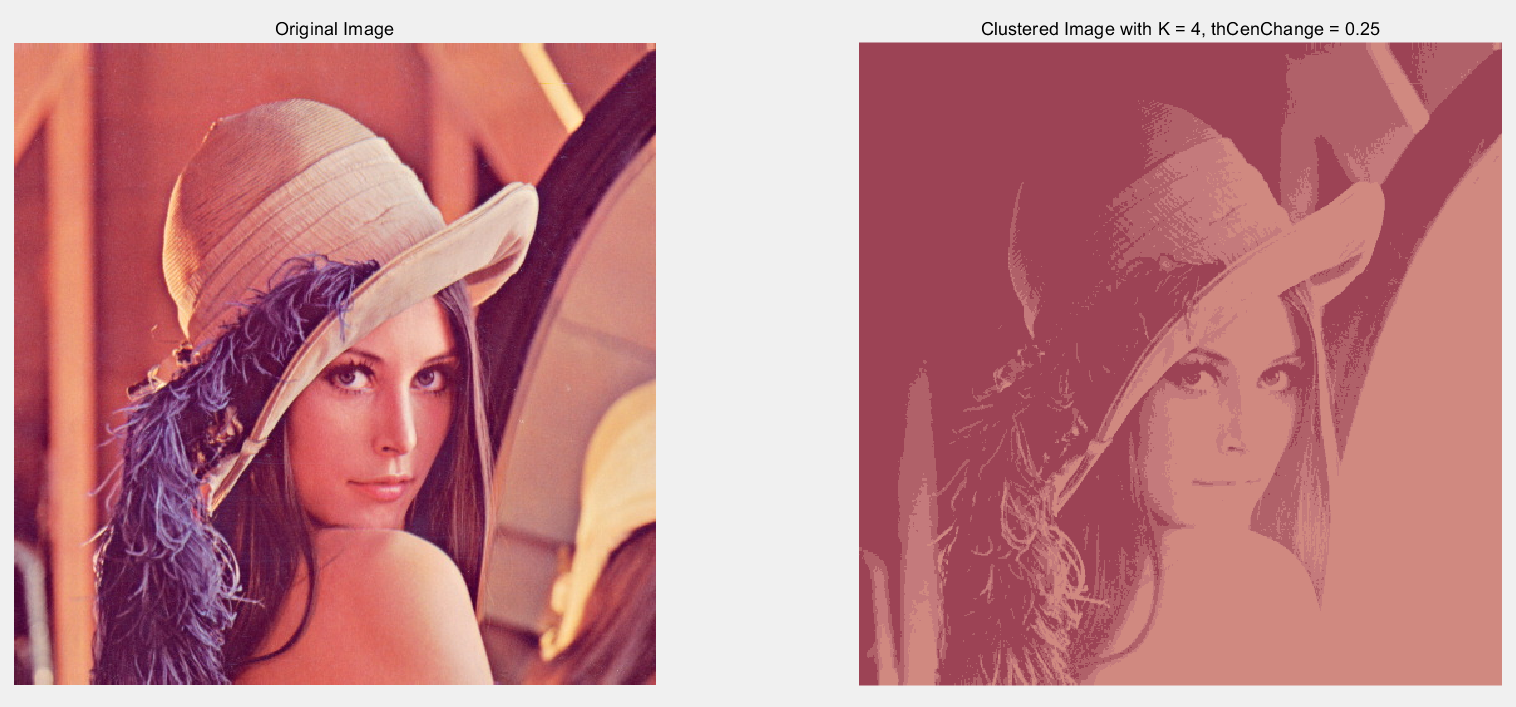 Original Image
Clustered Image with K = 4, thCenChange = 0.25